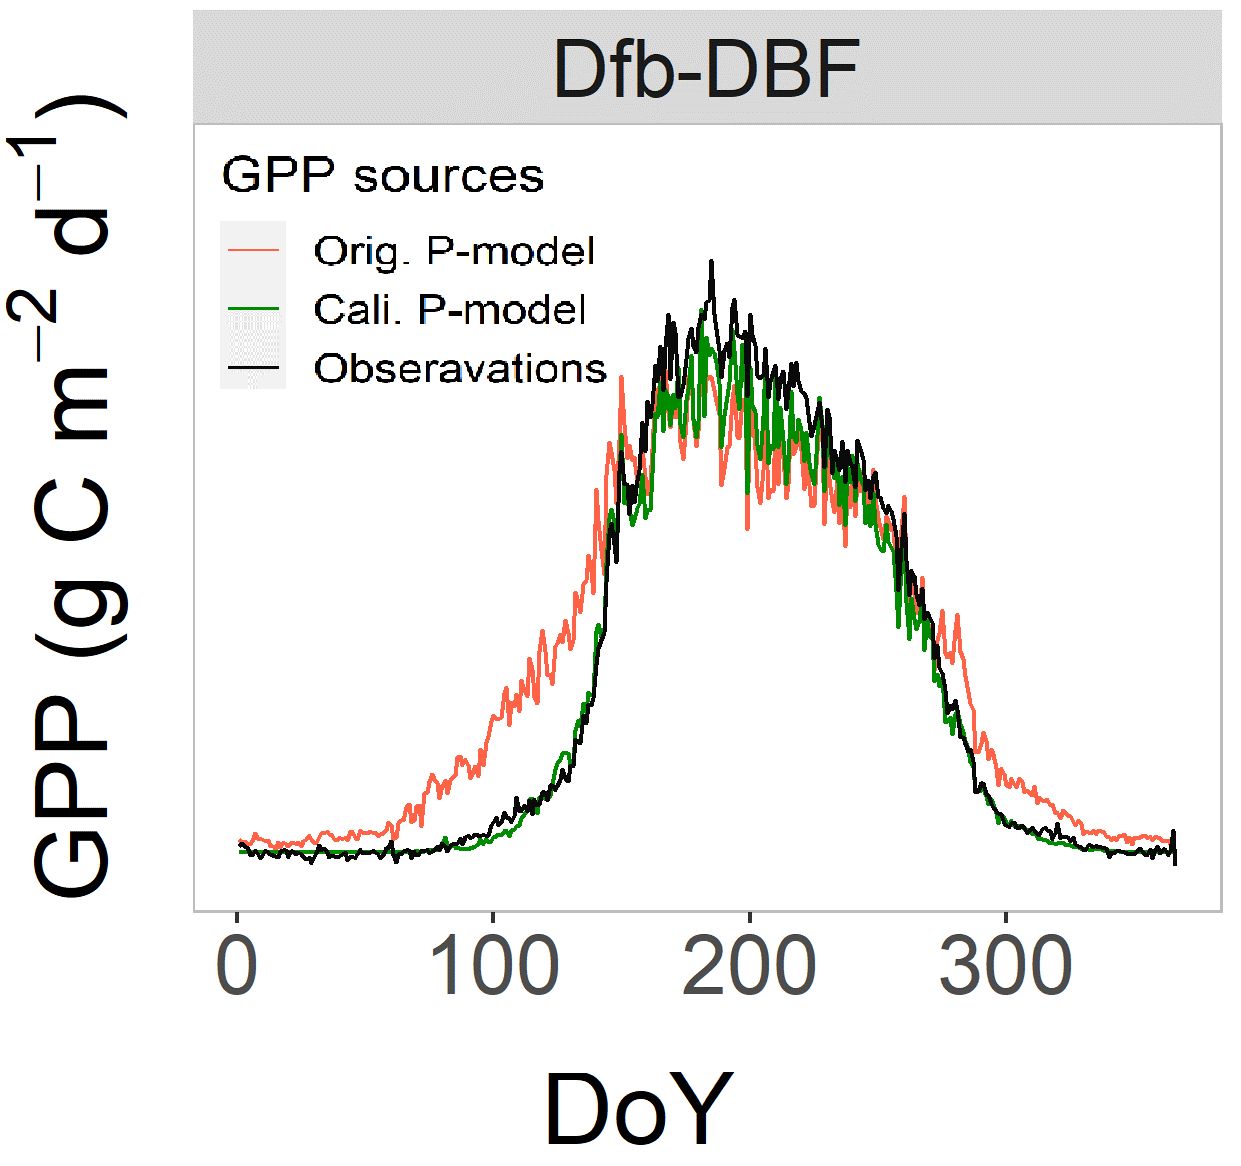 Dfb-DBF
GPP (g C m⁻² d⁻¹)
GPP sources
Orig. P-model
Cali. P-model
Obseravations
0 100 200 300
DoY